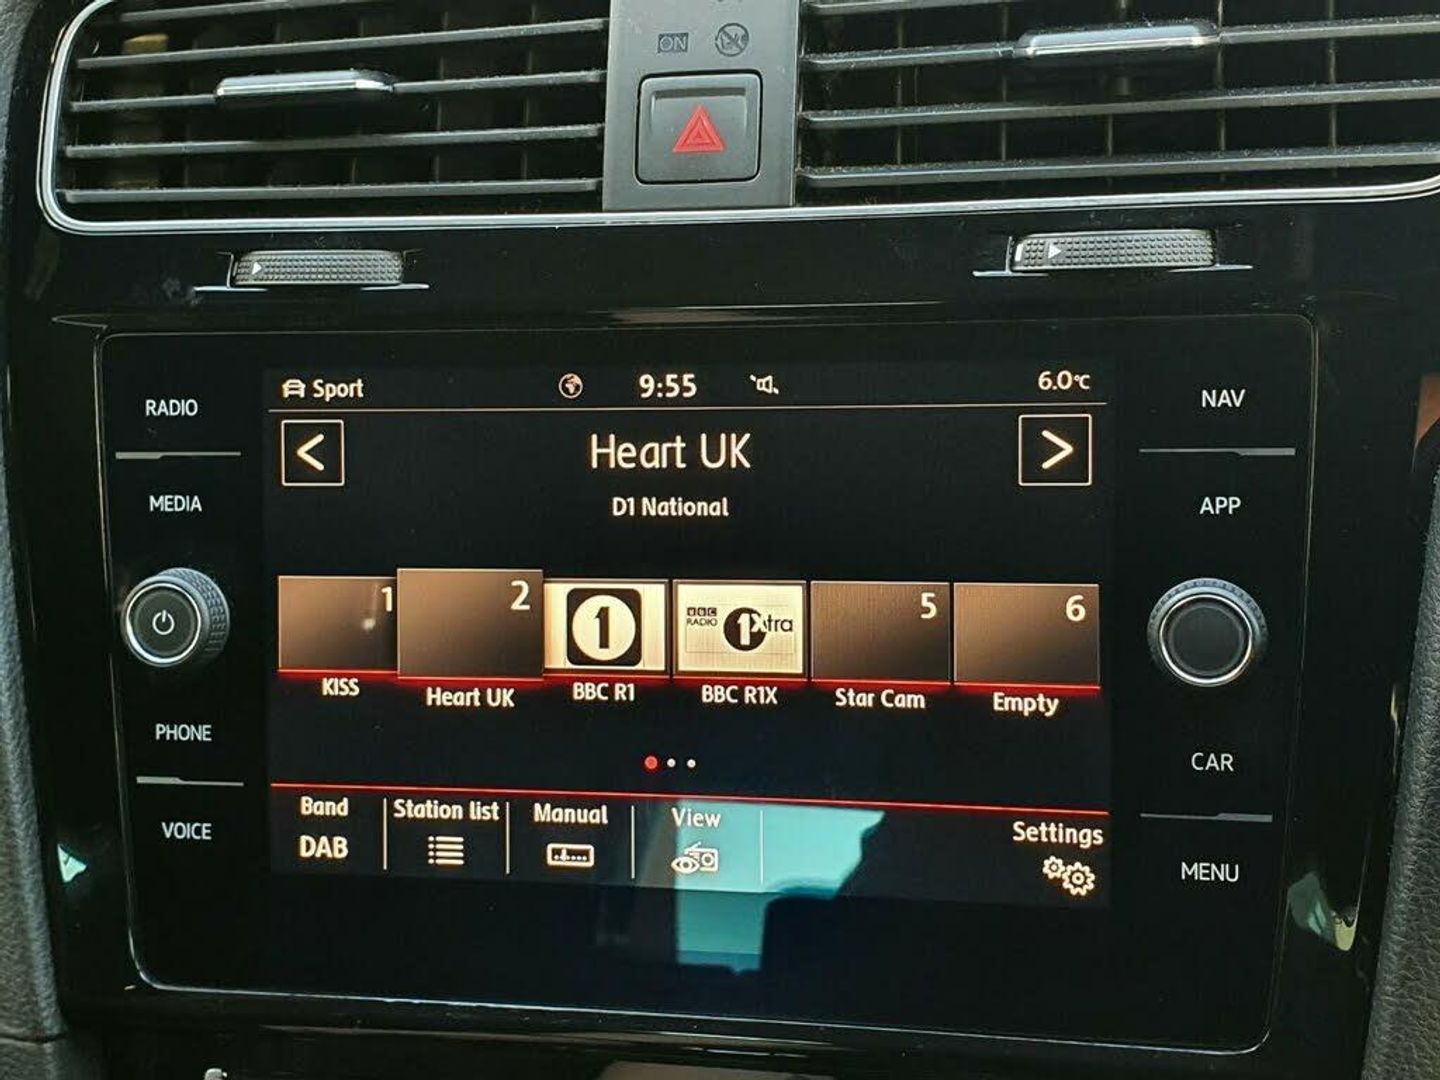 ON
Sport
9:55
6.0°C
RADIO
NAV
<
Heart UK
>
MEDIA
D1 National
APP
1
2
1
BBC
RADIO
1Xtra
5
6
KISS
Heart UK
BBC R1
BBC R1X
Star Cam
Empty
PHONE
CAR
VOICE
Band
DAB
Station list
Manual
View
Settings
MENU